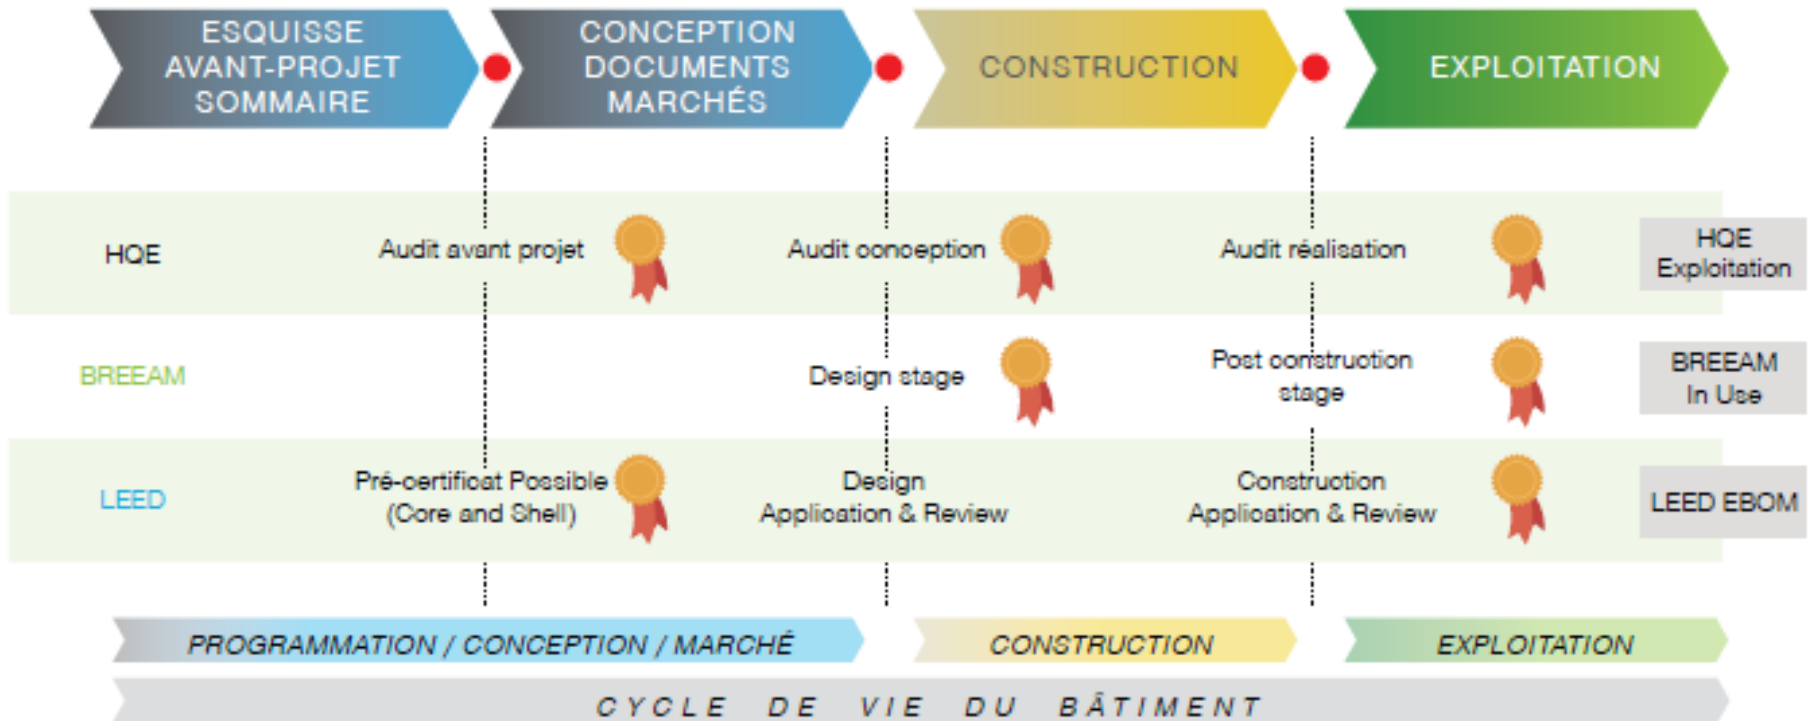 ESQUISSE
AVANT-PROJET
SOMMAIRE
CONCEPTION
DOCUMENTS
MARCHÉS
CONSTRUCTION
EXPLOITATION
HQE
Audit avant projet
Audit conception
Audit réalisation
HQE
Exploitation
BREEAM
Design stage
Post construction
stage
BREEAM
In Use
LEED
Pré-certificat Possible
(Core and Shell)
Design
Application & Review
Construction
Application & Review
LEED EBOM
PROGRAMMATION / CONCEPTION / MARCHÉ
CONSTRUCTION
EXPLOITATION
CYCLE DE VIE DU BÂTIMENT